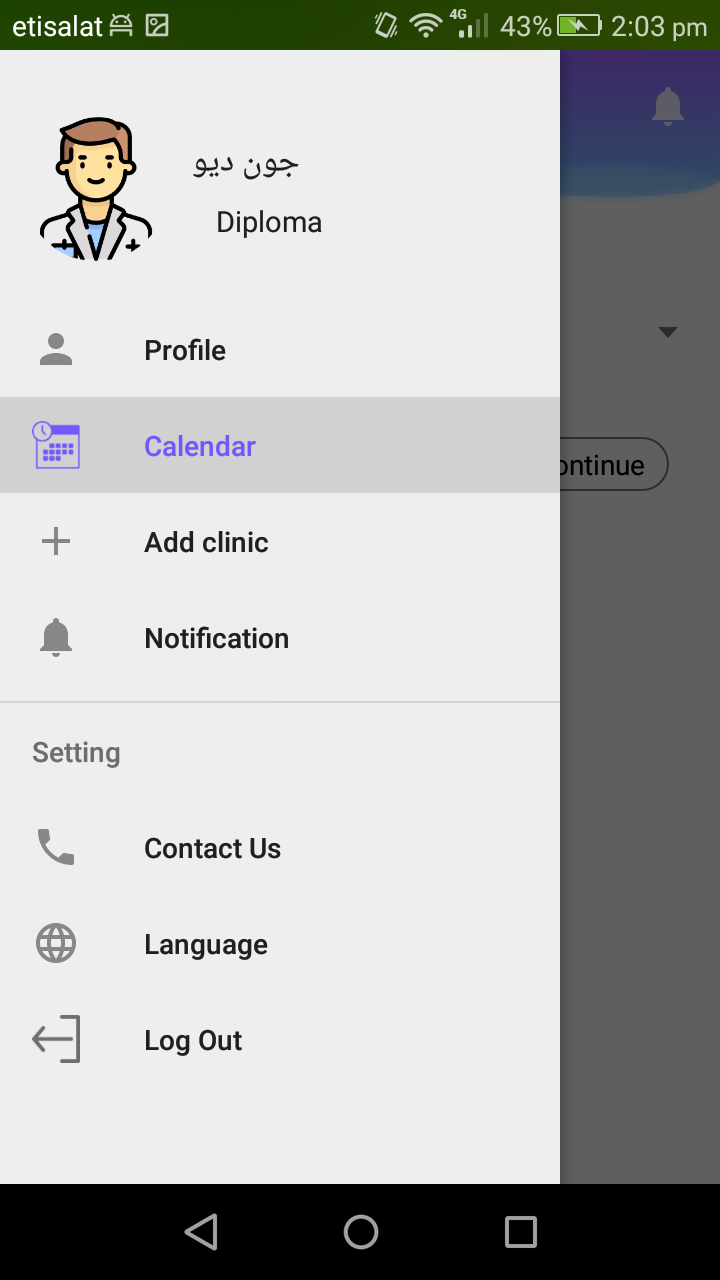 etisalat 4G 43% 2:03 pm
جون ديو
Diploma
Profile
Calendar
ontinue
Add clinic
Notification
Setting
Contact Us
Language
Log Out